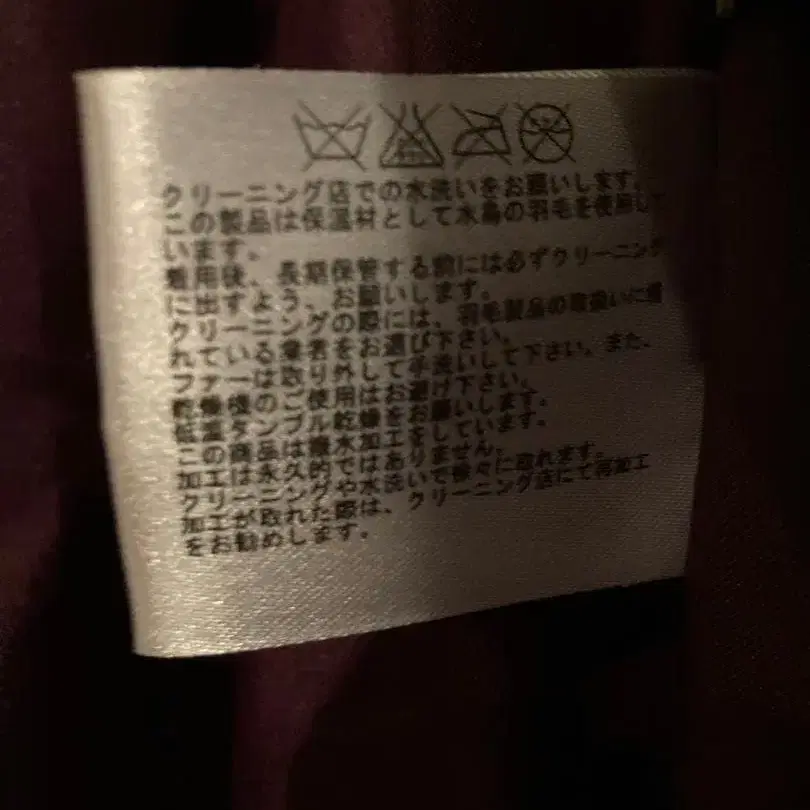 クリーニング店での水洗いをお願いします。
この製品は保温材として水鳥の羽毛を使用して
います。
着用後、長期保管する前には必ずクリーニング
に出すよう、お願いします。
クリーニングの際には、羽毛製品の取扱いに慣
れている業者をお選び下さい。
ファーは取り外して手洗いして下さい。また、
乾燥機のご使用はお避け下さい。
低温タンブル乾燥をお願いします。
この商品は撥水加工をしています。
加工は永久的ではありません。
クリーニングや水洗いで徐々に取れます。
加工が取れた際は、クリーニング店にて再加工
をお勧めします。